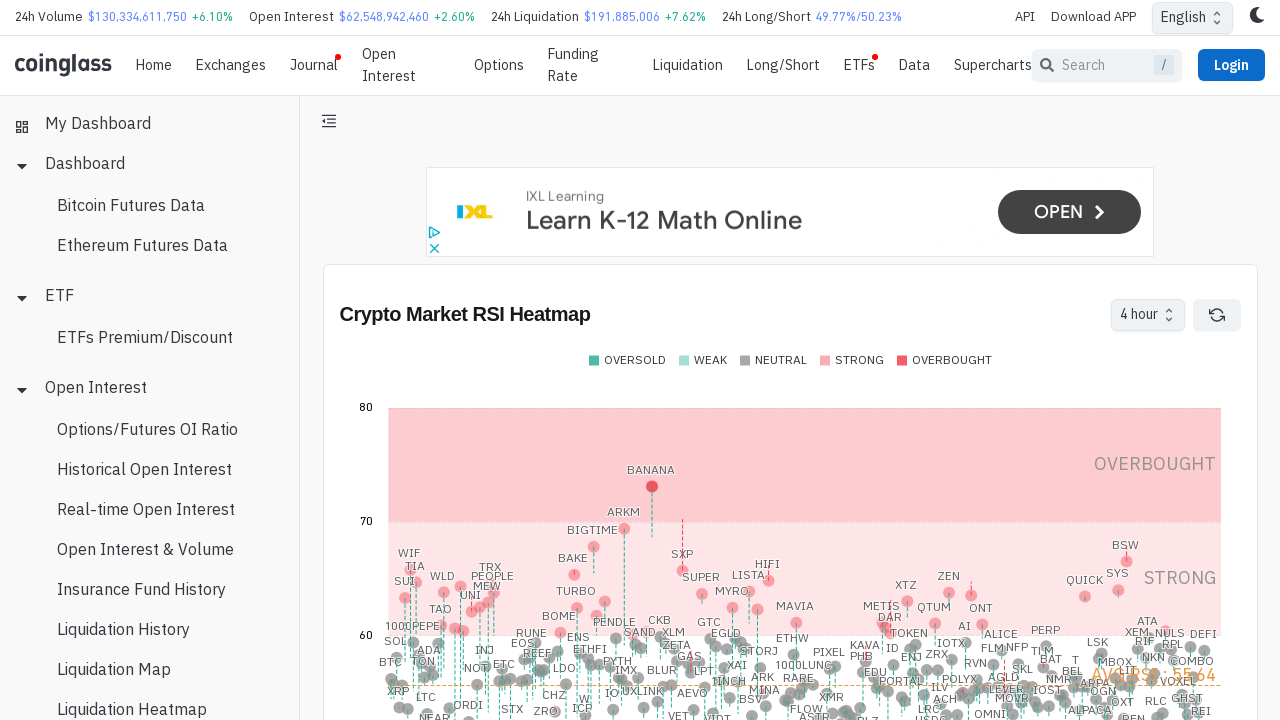 24h Volume $130,334,611,750 +6.10% Open Interest $62,548,942,460 +2.60% 24h Liquidation $191,885,006 +7.62% 24h Long/Short 49.77%/50.23% API Download APP English
coinglass Home Exchanges Journal Open Interest Options Funding Rate Liquidation Long/Short ETFs Data Supercharts Search / Login
My Dashboard
Dashboard
Bitcoin Futures Data
Ethereum Futures Data
ETF
ETFs Premium/Discount
Open Interest
Options/Futures OI Ratio
Historical Open Interest
Real-time Open Interest
Open Interest & Volume
Insurance Fund History
Liquidation History
Liquidation Map
Liquidation Heatmap
IXL
IXL Learning
Learn K-12 Math Online
OPEN
Crypto Market RSI Heatmap
4 hour
OVERSOLD WEAK NEUTRAL STRONG OVERBOUGHT
80
OVERBOUGHT
BANANA
ARKM
70
BIGTIME
BSW
WIF
SXP
BAKE
HIFI
TIA
TRX
WLD
PEOPLE
LISTA
SYS
STRONG
SUI
MEW
SUPER
ZEN
QUICK
UNI
TURBO
MYRO
XTZ
TAO
MAVIA
METIS
QTUM
ONT
BOME
DAR
1000PEPE
PENDLE
CKB
GTC
AI
ATA
60
RUNE
SAND
XLM
EGLD
TOKEN
ALICE
PERP
XEM
NULS
DEFI
SOL
EOS
ENS
ZETA
ETHW
KAVA
ID
IOTX
FLM
NFP
TLM
LSK
RIF
RPL
ADA
INJ
REEF
ETHFI
GAS
STORJ
PIXEL
PHB
ENJ
ZRX
BTC
TON
NOT
ETC
LDO
PYTH
BLUR
LPT
XAI
1000LUNC
RVN
SKL
BAT
T
MBOX
NKN
COMBO
IMX
1INCH
ARK
RARE
EDU
PORTAL
POLYX
AGLD
NMR
BEL
AVG RSI: 55.64
XRP
LTC
CHZ
IO
UXLINK
AEVO
MINA
BSV
XMR
ILV
ACH
LEVER
MOVR
IOST
OGN
VOXEL
ORDI
STX
ZRO
W
ICP
VET
FLOW
LRC
OMNI
ALPACA
OXT
RLC
GHST
REI
NEAR